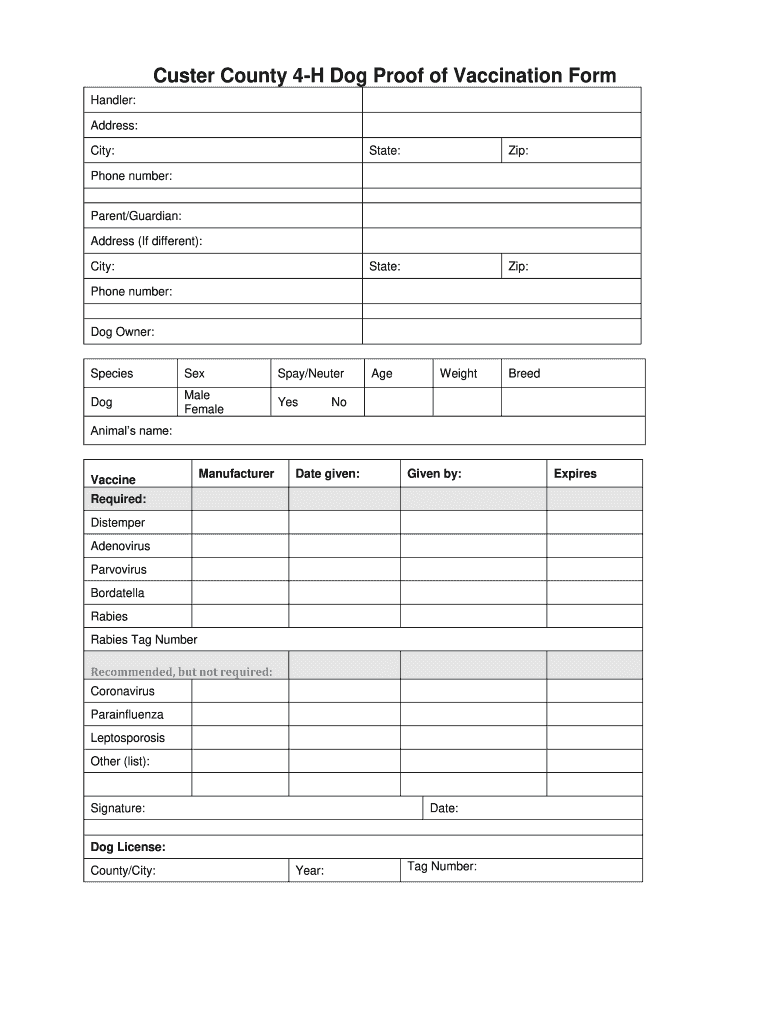 Custer County 4-H Dog Proof of Vaccination Form
Handler:
Address:
City: State: Zip:
Phone number:
Parent/Guardian:
Address (If different):
City: State: Zip:
Phone number:
Dog Owner:
Species Sex Spay/Neuter Age Weight Breed
Dog Male Female Yes No
Animal's name:
Vaccine Manufacturer Date given: Given by: Expires
Required:
Distemper
Adenovirus
Parvovirus
Bordatella
Rabies
Rabies Tag Number
Recommended, but not required:
Coronavirus
Parainfluenza
Leptosporosis
Other (list):
Signature: Date:
Dog License:
County/City: Year: Tag Number: